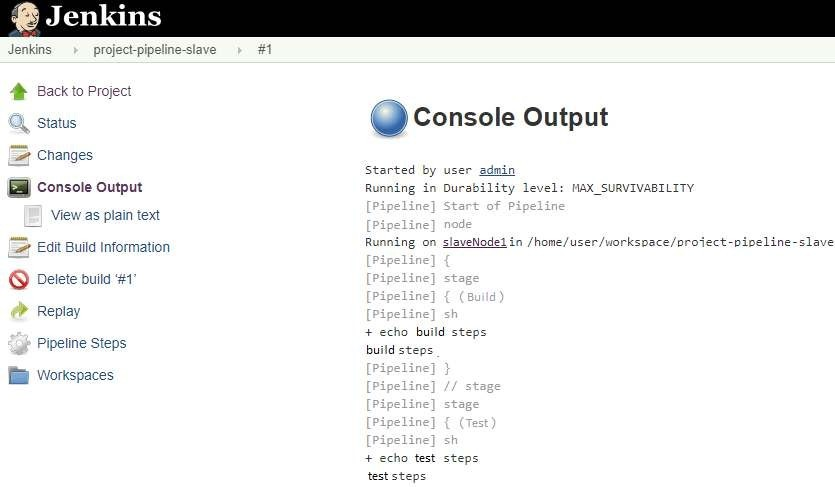 Jenkins
Jenkins project-pipeline-slave #1
Back to Project
Status
Changes
Console Output
View as plain text
Edit Build Information
Delete build ‘#1’
Replay
Pipeline Steps
Workspaces
Console Output
Started by user admin
Running in Durability level: MAX_SURVIVABILITY
[Pipeline] Start of Pipeline
[Pipeline] node
Running on slaveNode1 in /home/user/workspace/project-pipeline-slave
[Pipeline] {
[Pipeline] stage
[Pipeline] { (Build)
[Pipeline] sh
+ echo build steps
build steps
[Pipeline] }
[Pipeline] // stage
[Pipeline] stage
[Pipeline] { (Test)
[Pipeline] sh
+ echo test steps
test steps